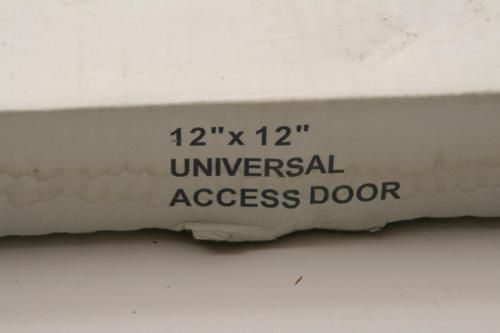 12" x 12"
UNIVERSAL
ACCESS DOOR